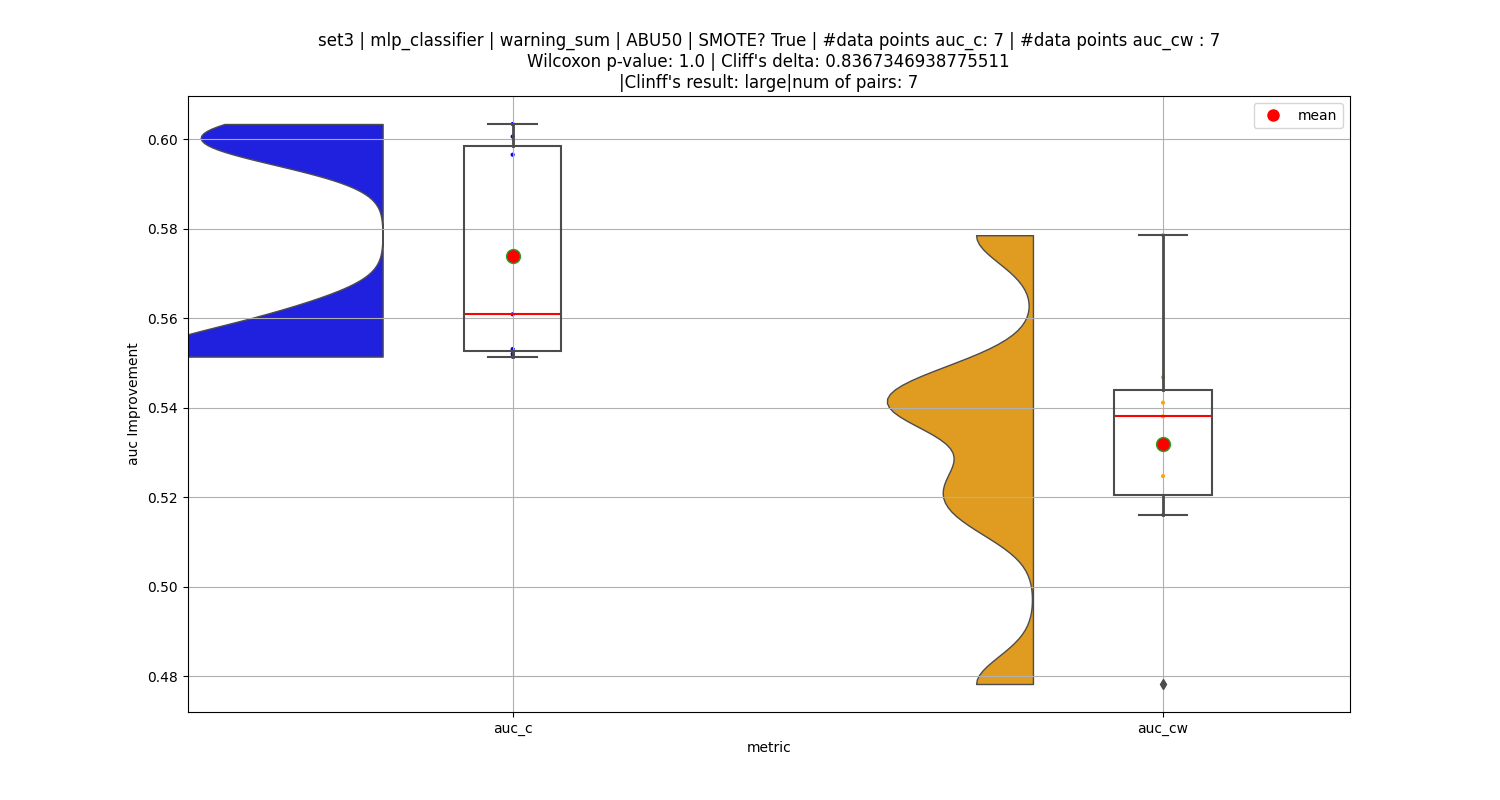 set3 | mlp_classifier | warning_sum | ABU50 | SMOTE? True | #data points auc_c: 7 | #data points auc_cw : 7
Wilcoxon p-value: 1.0 | Cliff's delta: 0.8367346938775511
|Clinff's result: large|num of pairs: 7
mean
0.60
0.58
0.56
0.54
0.52
0.50
0.48
auc Improvement
auc_c
auc_cw
metric